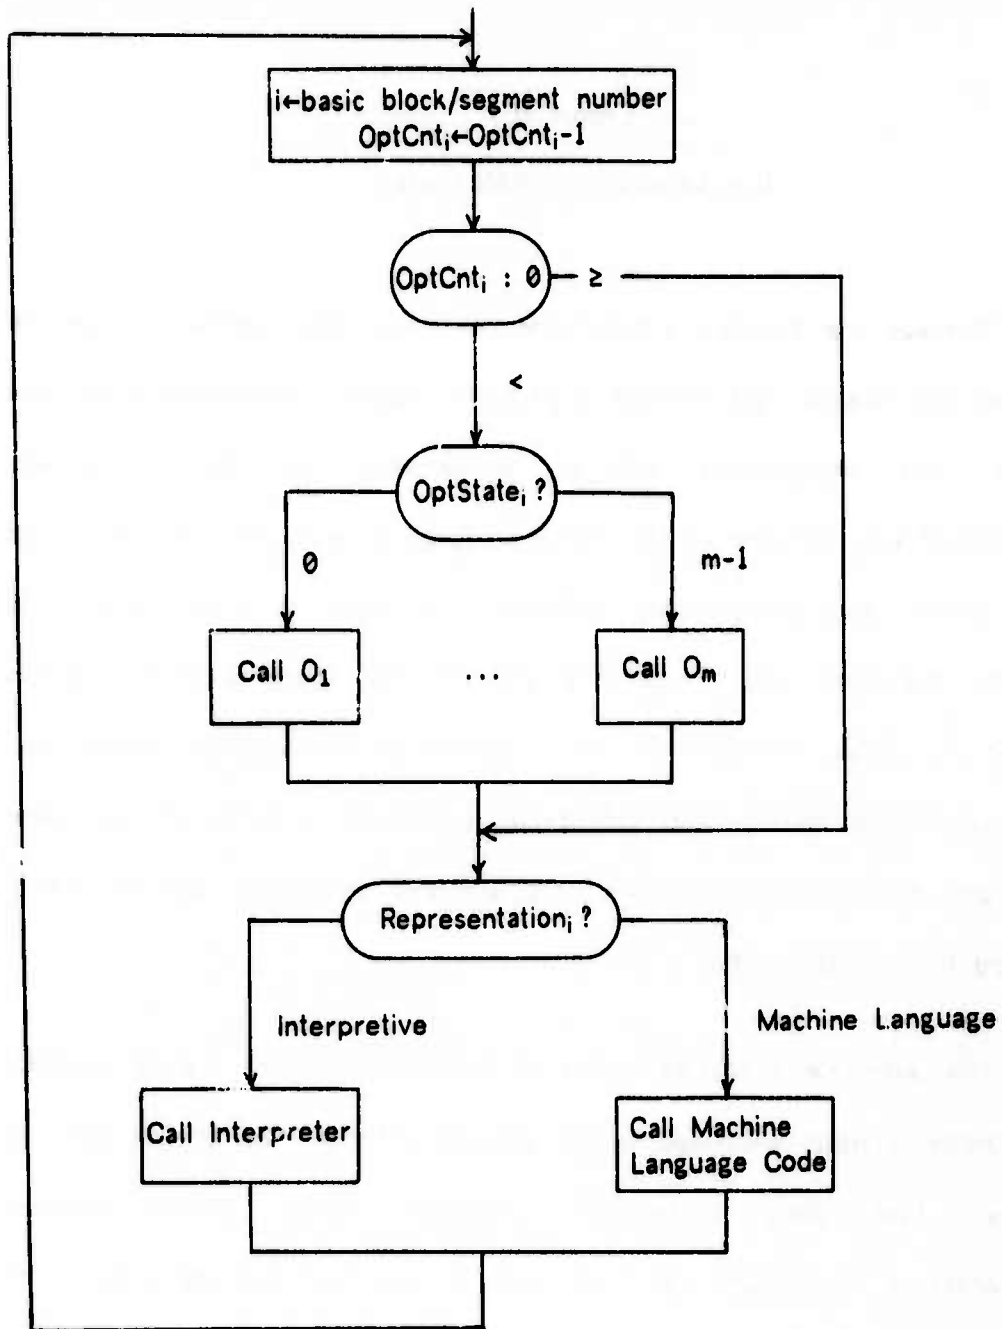 i←basic block/segment number
OptCntᵢ←OptCntᵢ-1
OptCntᵢ : 0
≥
<
OptStateᵢ ?
0
m-1
Call O₁
...
Call Oₘ
Representationᵢ ?
Interpretive
Machine Language
Call Interpreter
Call Machine
Language Code